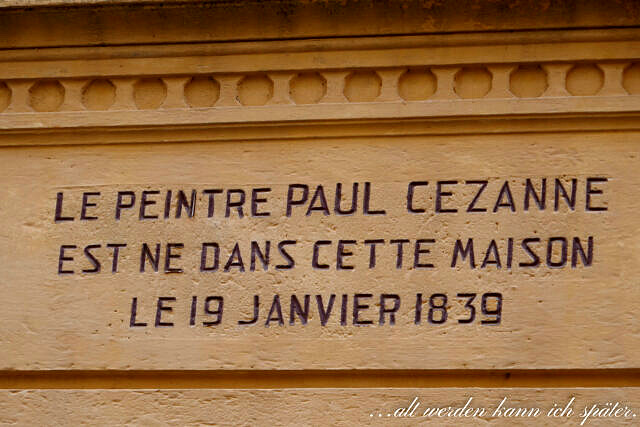 LE PEINTRE PAUL CEZANNE
EST NE DANS CETTE MAISON
LE 19 JANVIER 1839
...alt werden kann ich später.